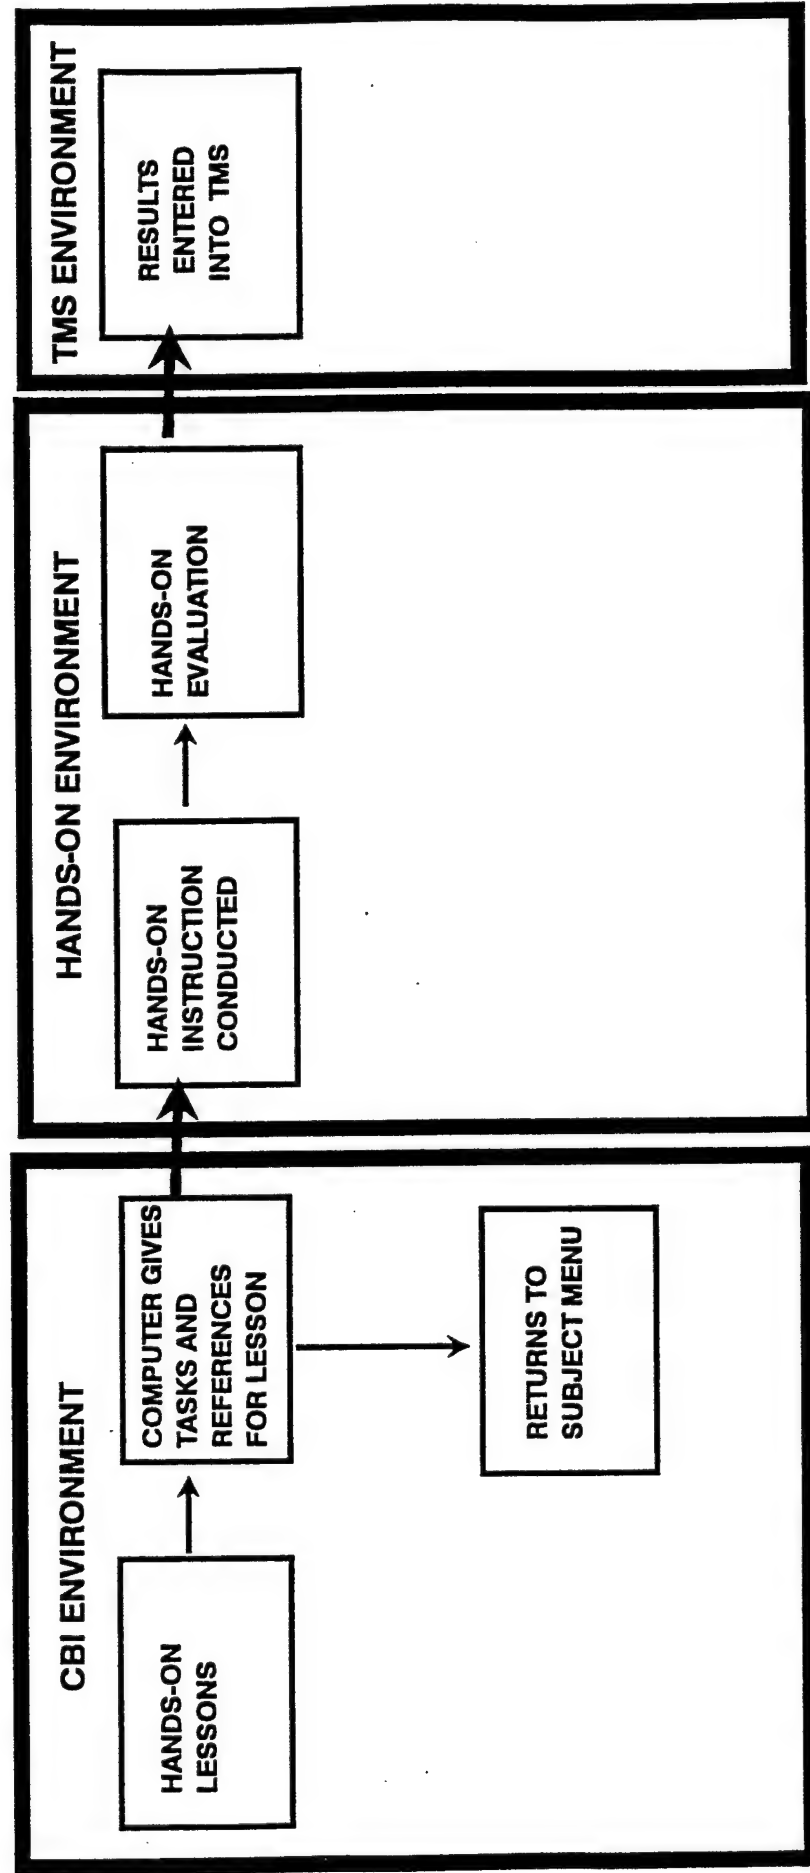 CBI ENVIRONMENT
HANDS-ON
LESSONS
COMPUTER GIVES
TASKS AND
REFERENCES
FOR LESSON
RETURNS TO
SUBJECT MENU
HANDS-ON ENVIRONMENT
HANDS-ON
INSTRUCTION
CONDUCTED
HANDS-ON
EVALUATION
TMS ENVIRONMENT
RESULTS
ENTERED
INTO TMS